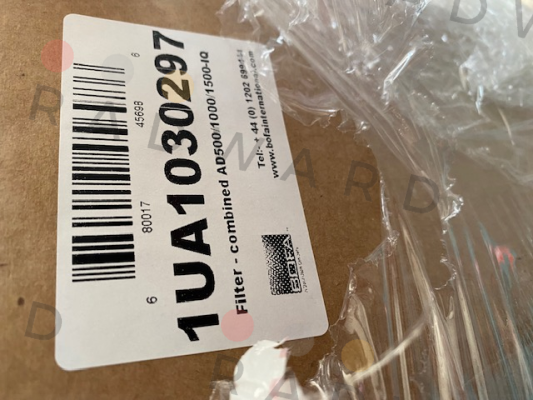 6 80017 45698 6
1UA1030297
Filter - combined AD500/1000/1500-IQ
BOFA
Tel: + 44 (0) 1202
www.bofainternational.com